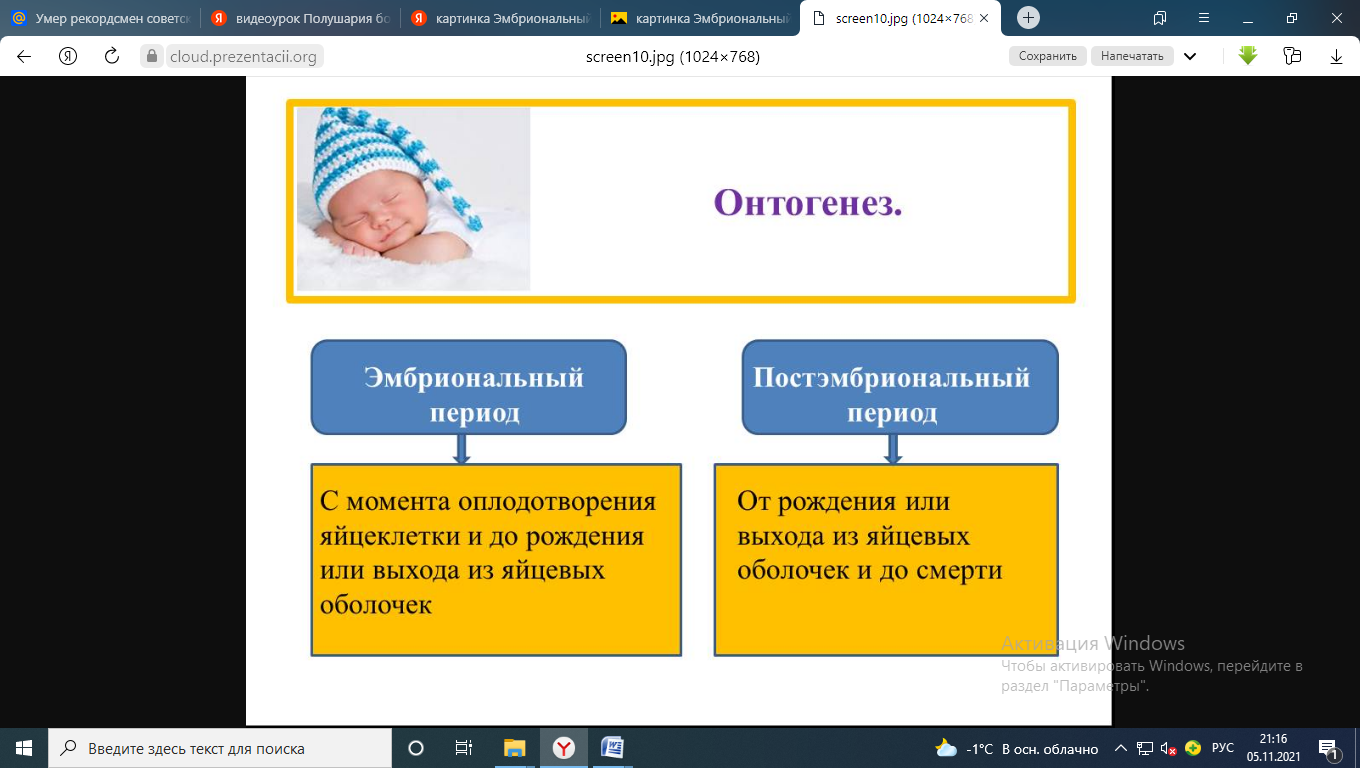 Умер рекордсмен советск
видеоурок Полушария бо
картинка Эмбриональный
картинка Эмбриональный
screen10.jpg (1024×768
cloud.prezentacii.org
screen10.jpg (1024×768)
Сохранить
Напечатать
Онтогенез.
Эмбриональный
период
Постэмбриональный
период
С момента оплодотворения
яйцеклетки и до рождения
или выхода из яйцевых
оболочек
От рождения или
выхода из яйцевых
оболочек и до смерти
Активация Windows
Чтобы активировать Windows, перейдите в
раздел "Параметры".
Введите здесь текст для поиска
-1°C В осн. облачно
РУС
21:16
05.11.2021
1